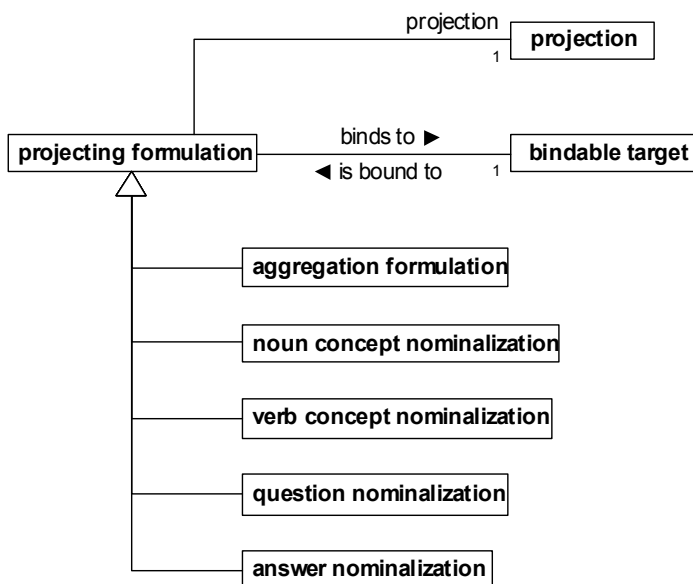 projection
projection
1
projecting formulation
binds to ►
bindable target
◄ is bound to
1
aggregation formulation
noun concept nominalization
verb concept nominalization
question nominalization
answer nominalization